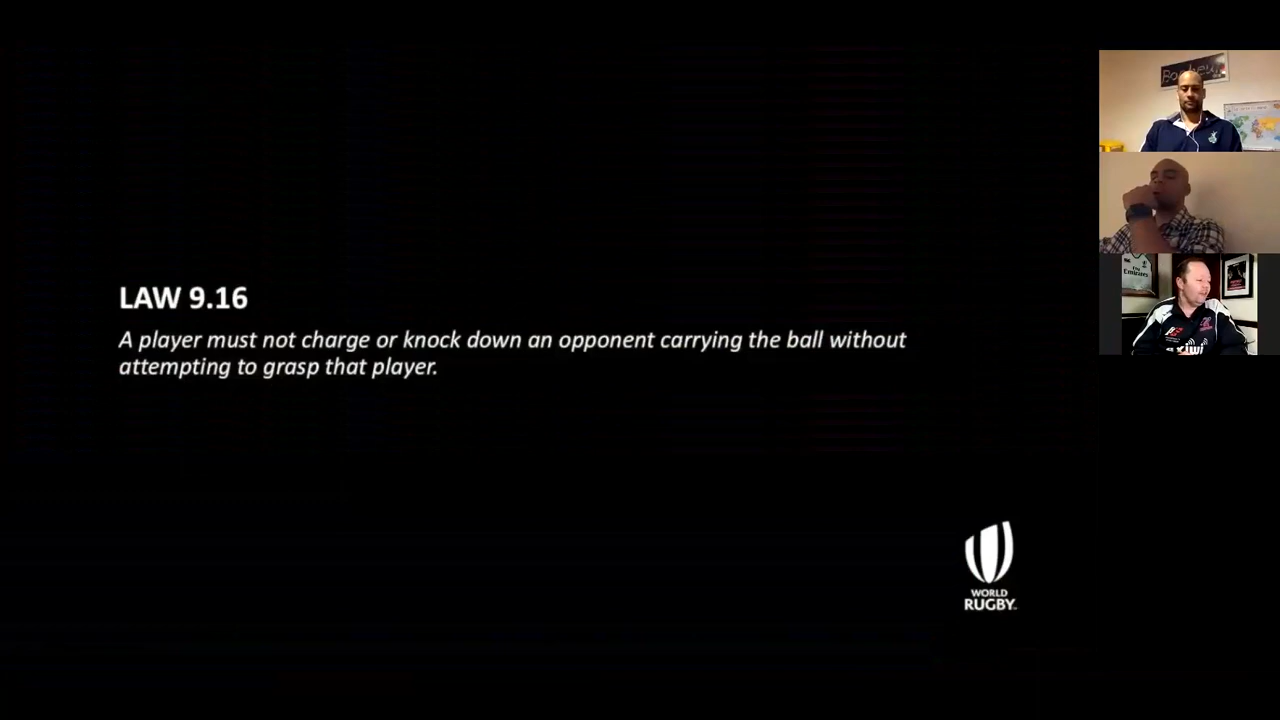 LAW 9.16
A player must not charge or knock down an opponent carrying the ball without
attempting to grasp that player.
WORLD
RUGBY
Emirates